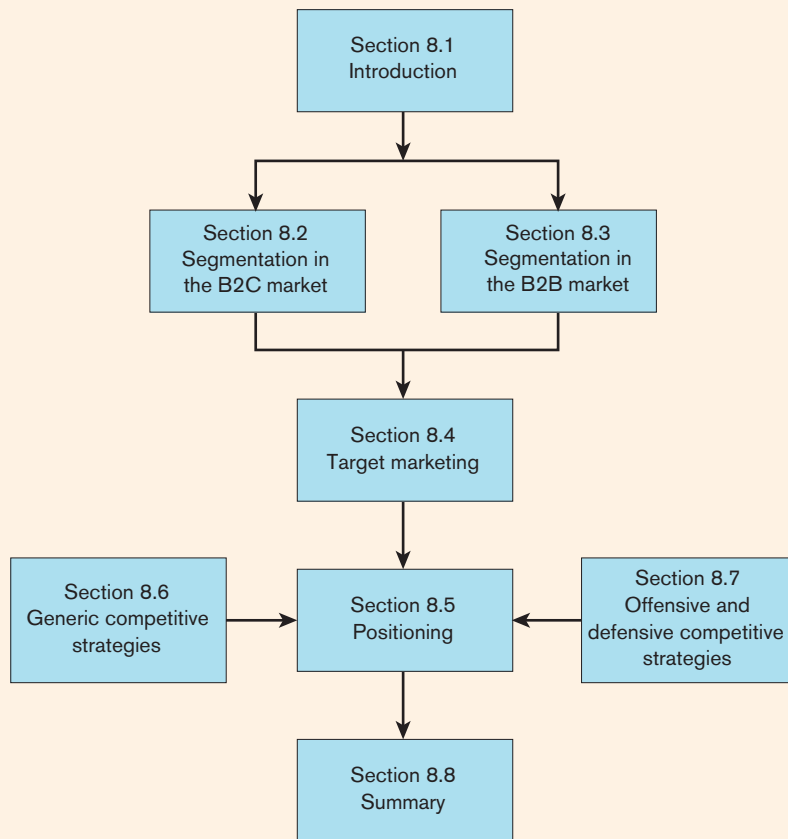 Section 8.1
Introduction
Section 8.2
Segmentation in
the B2C market
Section 8.3
Segmentation in
the B2B market
Section 8.4
Target marketing
Section 8.6
Generic competitive
strategies
Section 8.5
Positioning
Section 8.7
Offensive and
defensive competitive
strategies
Section 8.8
Summary